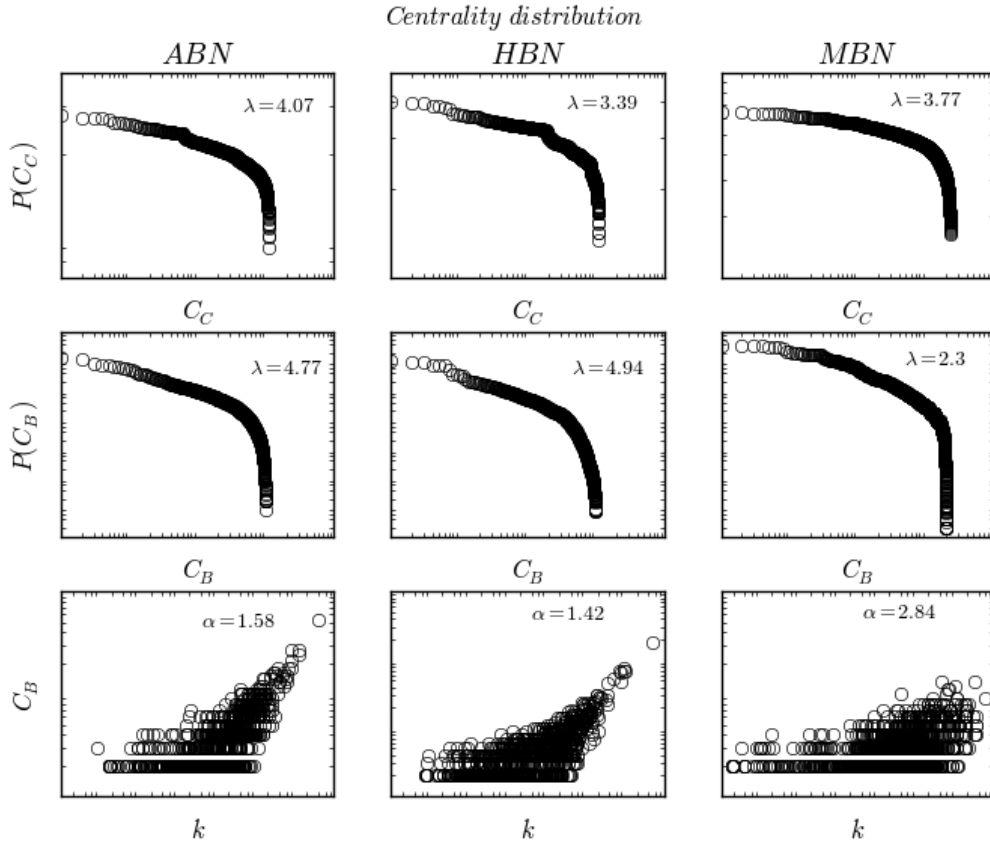 Centrality distribution
ABN HBN MBN
P(C_C) λ=4.07 λ=3.39 λ=3.77
C_C C_C C_C
P(C_B) λ=4.77 λ=4.94 λ=2.3
C_B C_B C_B
C_B α=1.58 α=1.42 α=2.84
k k k